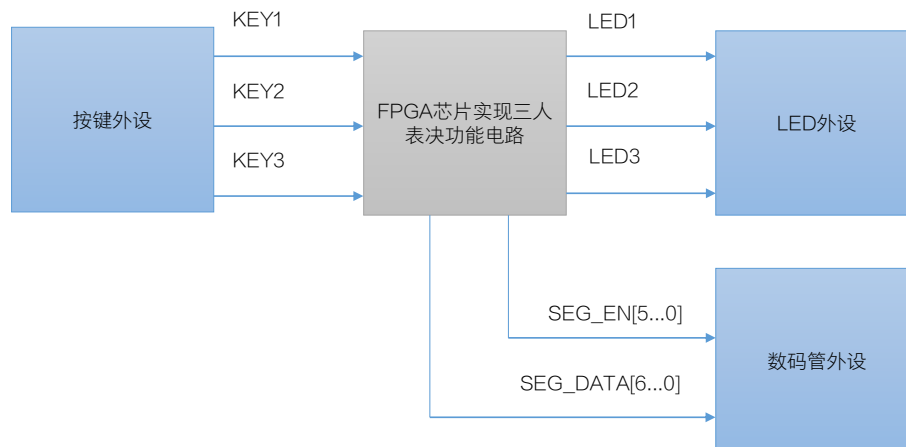 KEY1
KEY2
KEY3
按键外设
FPGA芯片实现三人
表决功能电路
LED1
LED2
LED3
LED外设
SEG_EN[5...0]
SEG_DATA[6...0]
数码管外设